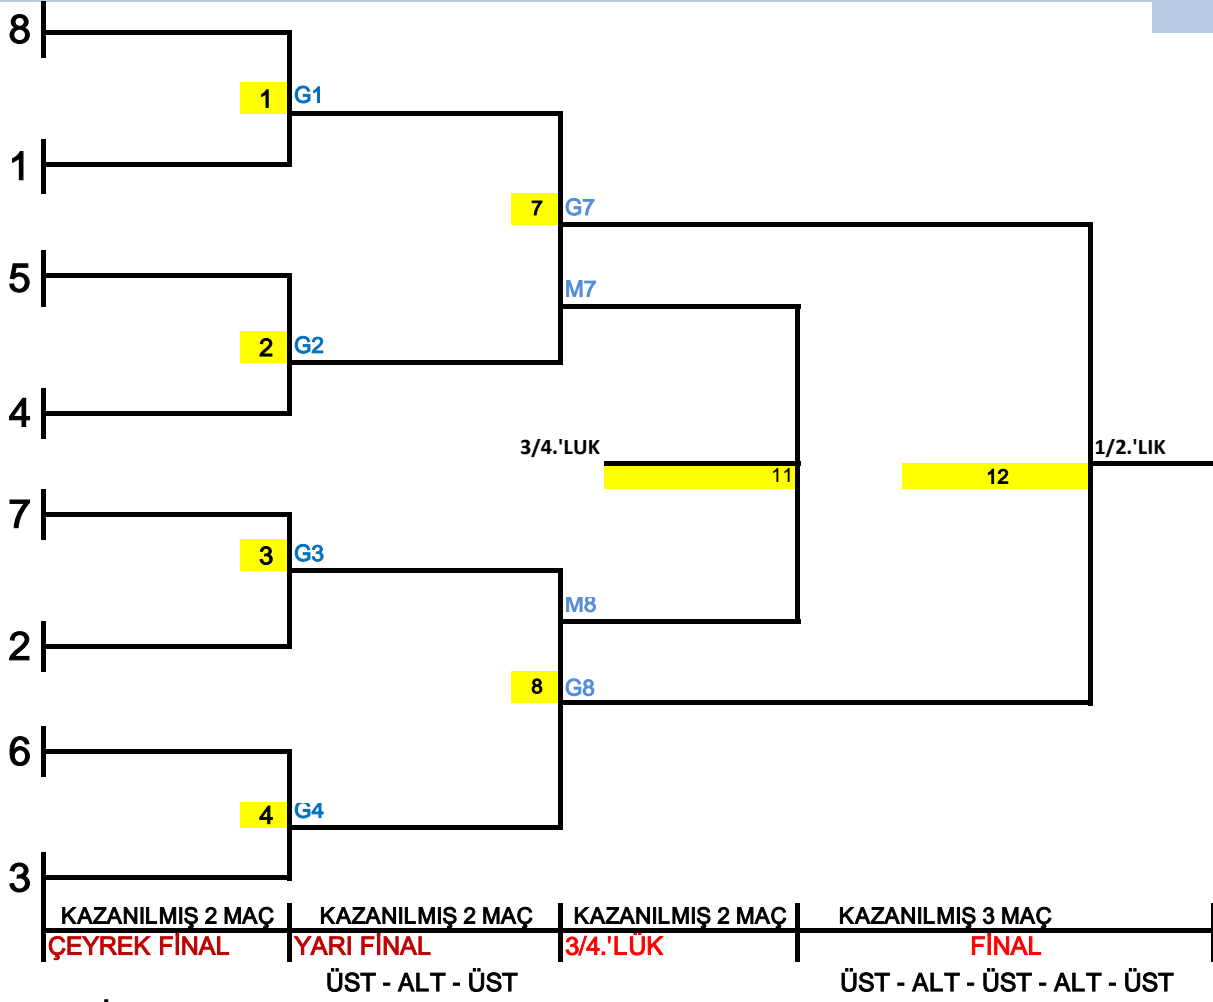 8
1 G1
1
7 G7
5
M7
2 G2
4
3/4.'LUK
1/2.'LIK
11
12
7
3 G3
M8
2
8 G8
6
4 G4
3
KAZANILMIŞ 2 MAÇ KAZANILMIŞ 2 MAÇ KAZANILMIŞ 2 MAÇ KAZANILMIŞ 3 MAÇ
ÇEYREK FİNAL YARI FİNAL 3/4.'LÜK FİNAL
ÜST - ALT - ÜST ÜST - ALT - ÜST - ALT - ÜST